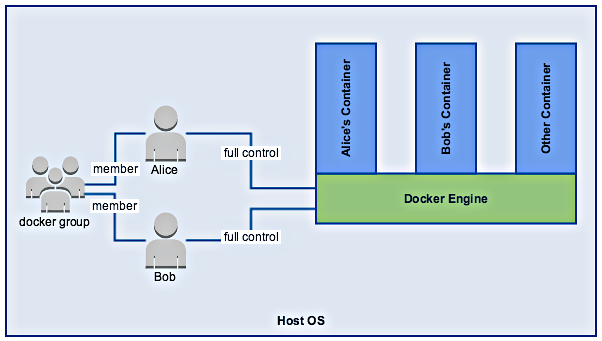 Alice's Container
Bob's Container
Other Container
member
Alice
full control
Docker Engine
docker group
member
full control
Bob
Host OS